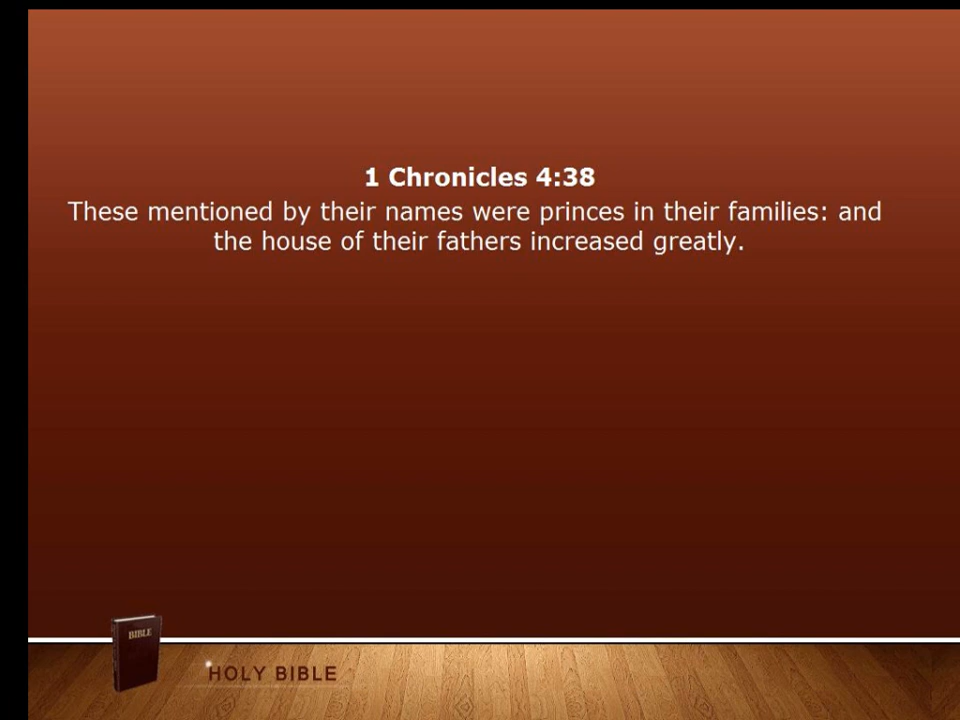 1 Chronicles 4:38
These mentioned by their names were princes in their families: and
the house of their fathers increased greatly.
BIBLE
HOLY BIBLE